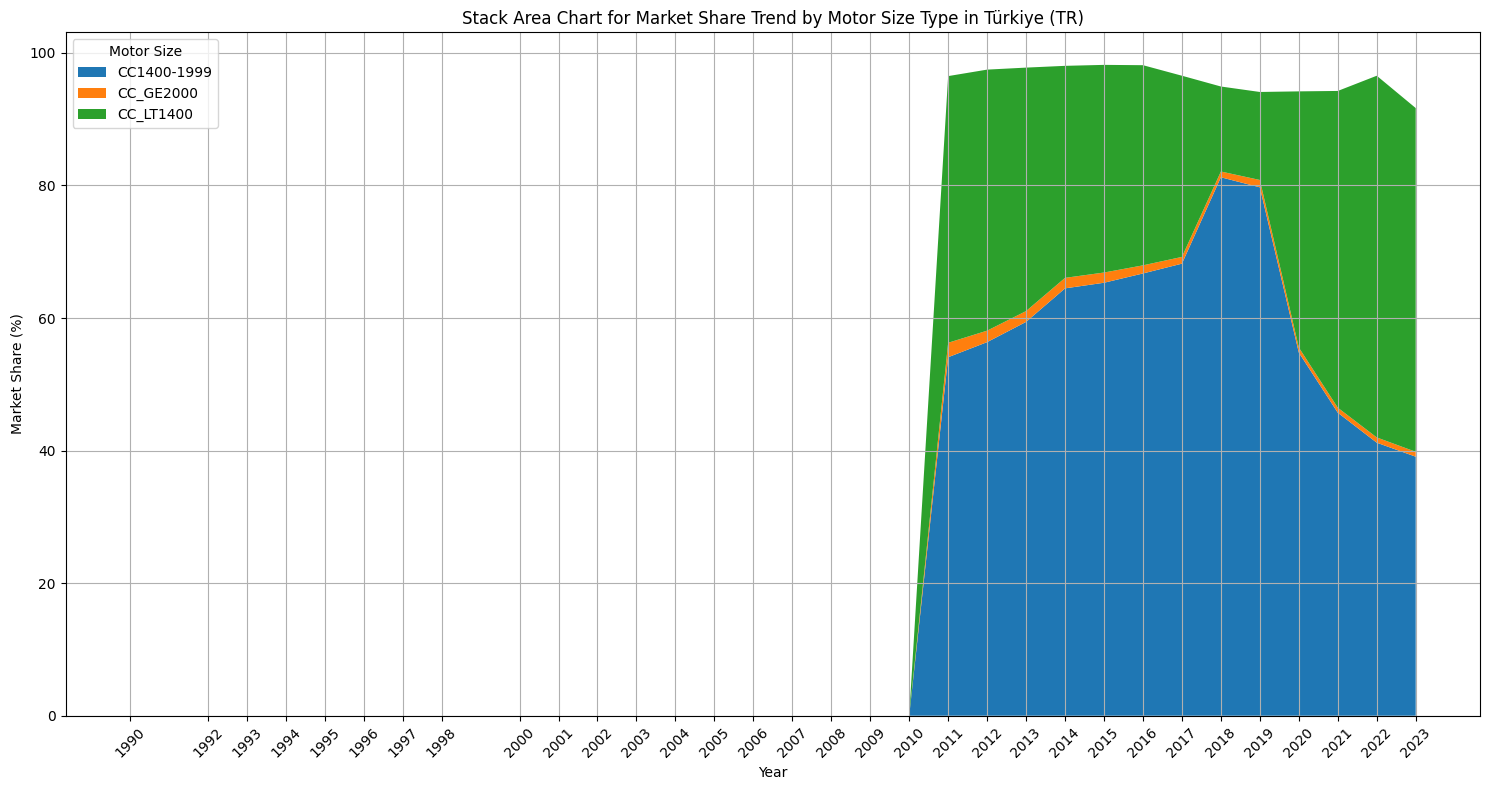 Stack Area Chart for Market Share Trend by Motor Size Type in Türkiye (TR)
Motor Size
CC1400-1999
CC_GE2000
CC_LT1400
Market Share (%)
100
80
60
40
20
0
1990 1992 1993 1994 1995 1996 1997 1998 2000 2001 2002 2003 2004 2005 2006 2007 2008 2009 2010 2011 2012 2013 2014 2015 2016 2017 2018 2019 2020 2021 2022 2023
Year